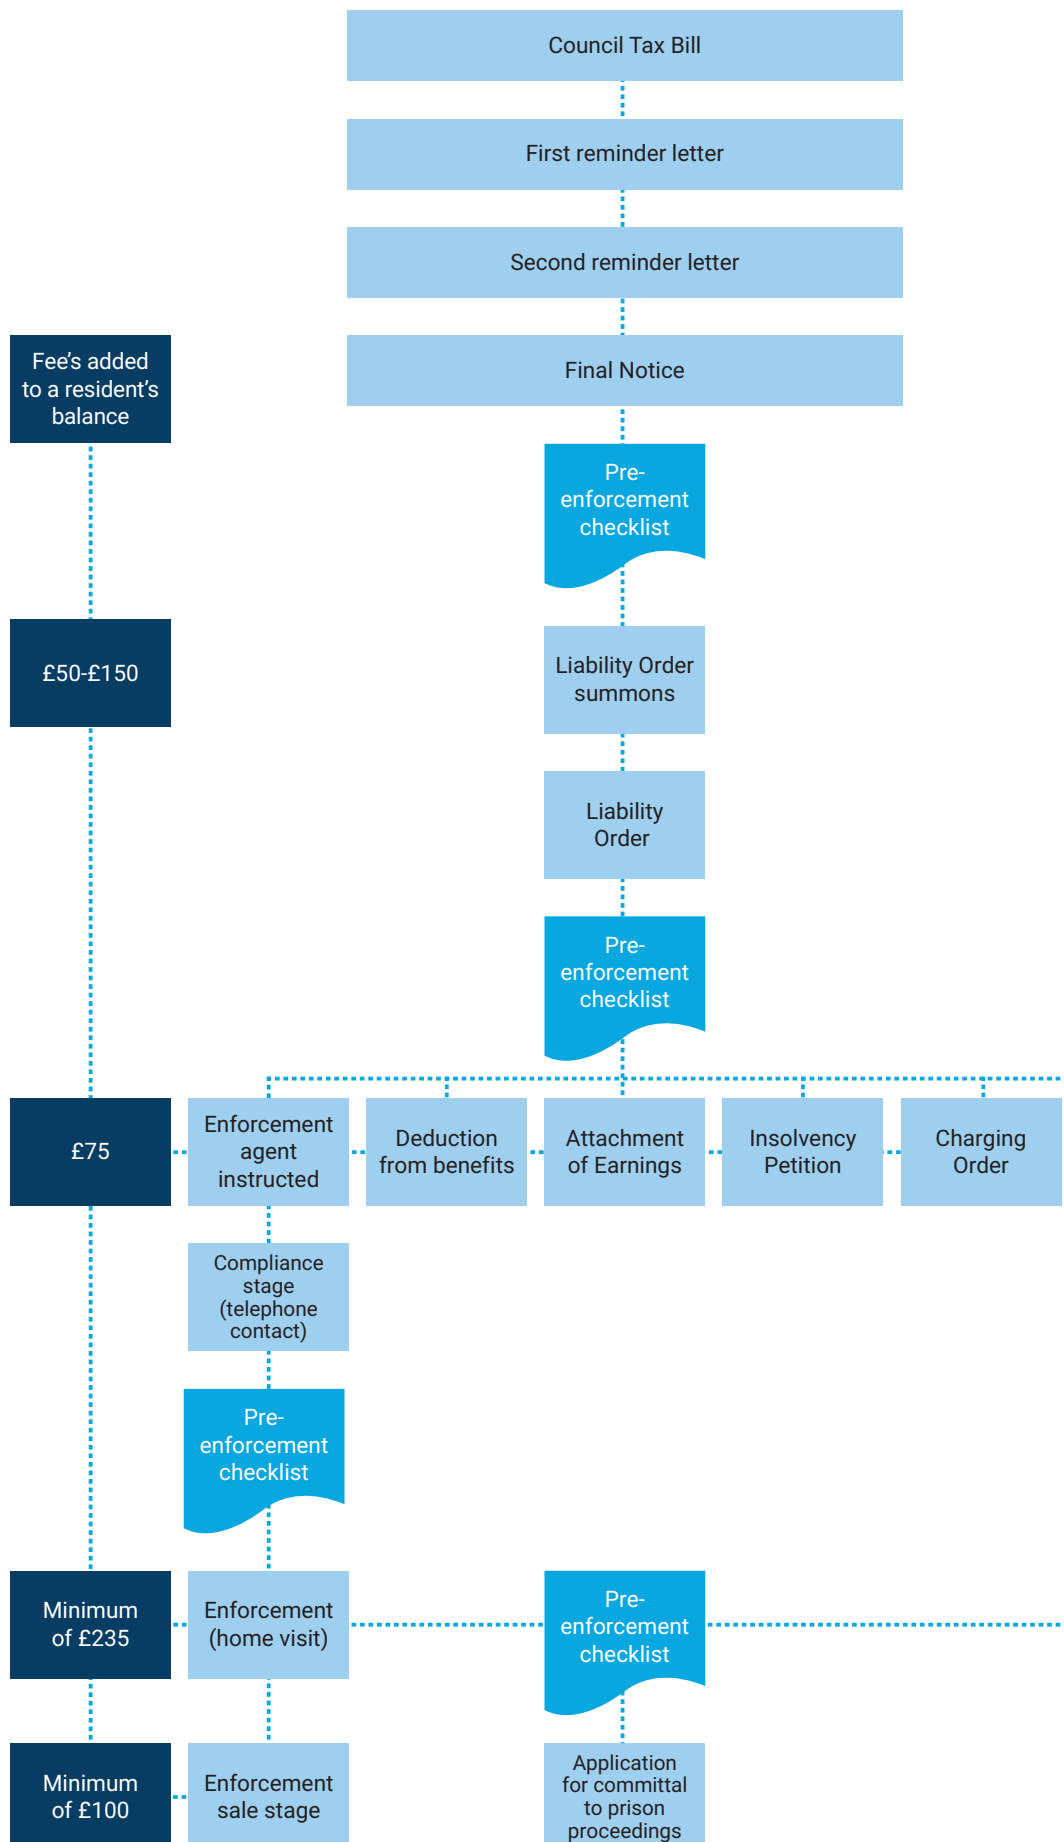 Council Tax Bill
First reminder letter
Second reminder letter
Fee's added
to a resident's
balance
Final Notice
Pre-
enforcement
checklist
£50-£150
Liability Order
summons
Liability
Order
Pre-
enforcement
checklist
£75
Enforcement
agent
instructed
Deduction
from benefits
Attachment
of Earnings
Insolvency
Petition
Charging
Order
Compliance
stage
(telephone
contact)
Pre-
enforcement
checklist
Minimum
of £235
Enforcement
(home visit)
Pre-
enforcement
checklist
Minimum
of £100
Enforcement
sale stage
Application
for committal
to prison
proceedings